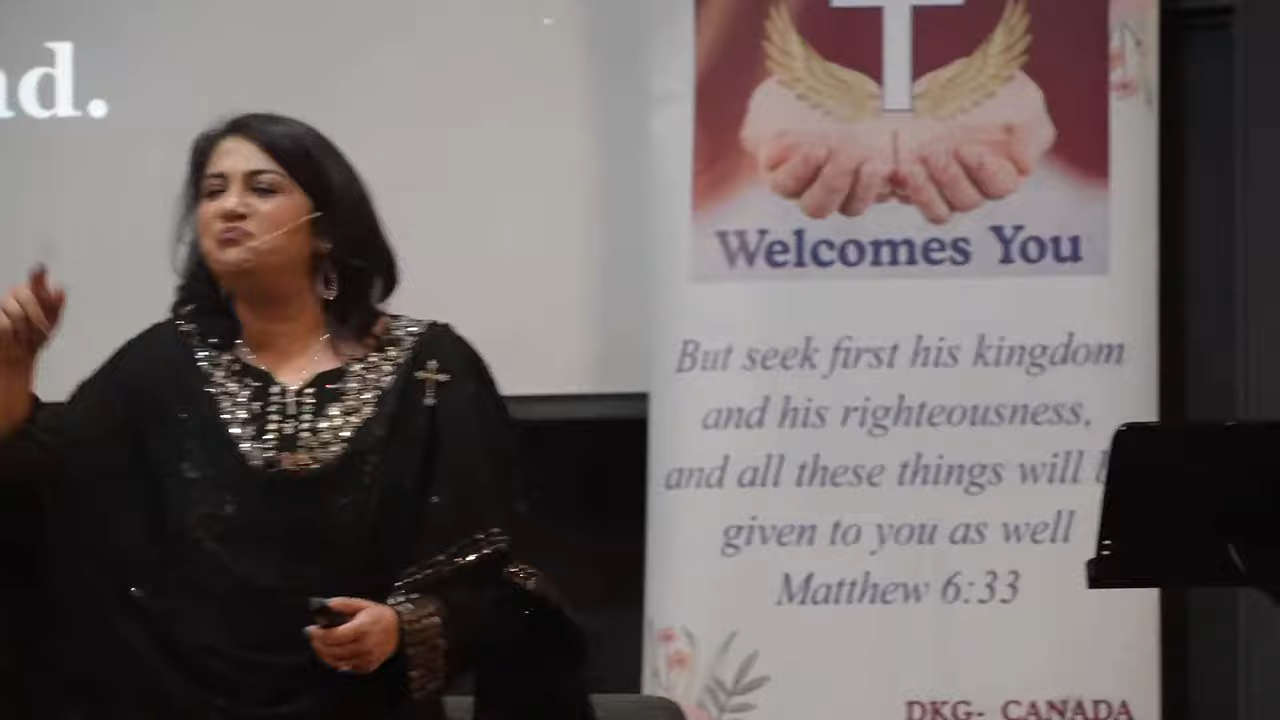 nd.
Welcomes You
But seek first his kingdom
and his righteousness,
and all these things will
given to you as well
Matthew 6:33
DKG- CANADA